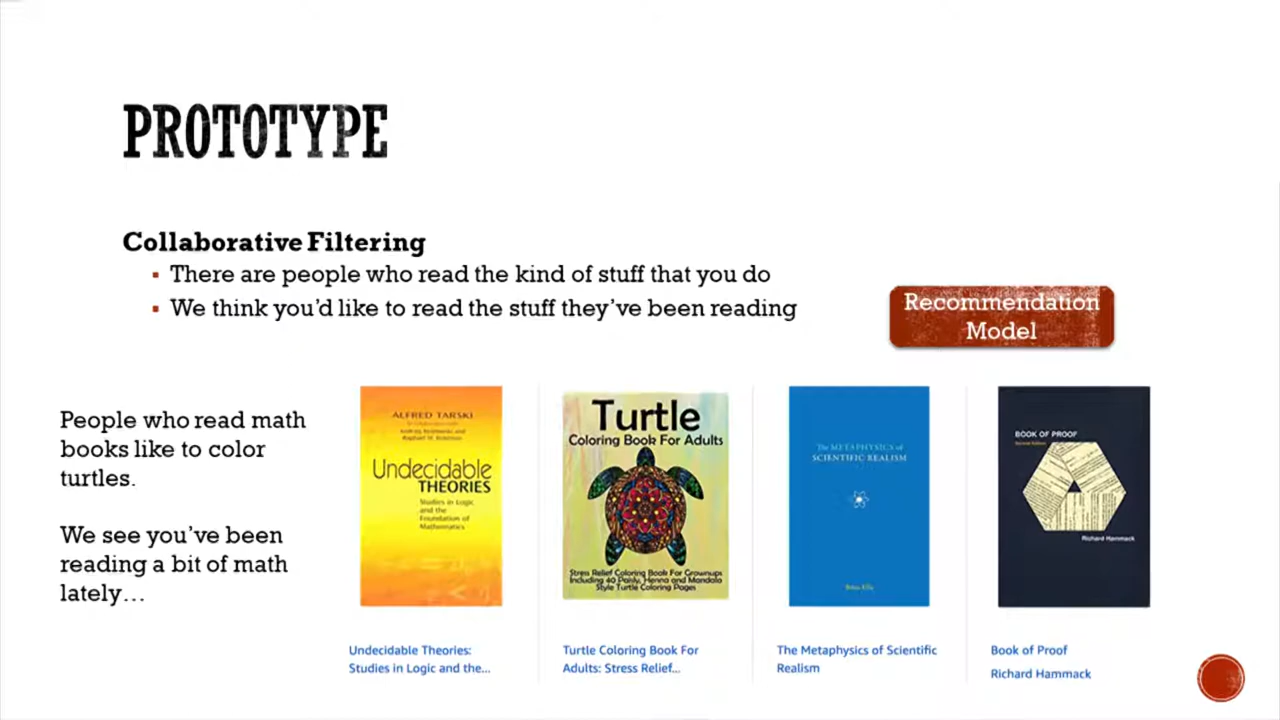 PROTOTYPE
Collaborative Filtering
There are people who read the kind of stuff that you do
We think you'd like to read the stuff they've been reading
Recommendation
Model
People who read math
books like to color
turtles.
We see you've been
reading a bit of math
lately...
ALFRED TARSKI
Undecidable
THEORIES
Studies in Logic
and the
Foundation of
Mathematics
Turtle
Coloring Book For Adults
Stress Relief Coloring Book For Grownups
Including 40 Paisly, Henna and Mandala
Style Turtle Coloring Pages
The METAPHYSICS of
SCIENTIFIC REALISM
BOOK OF PROOF
Richard Hammack
Undecidable Theories:
Studies in Logic and the...
Turtle Coloring Book For
Adults: Stress Relief...
The Metaphysics of Scientific
Realism
Book of Proof
Richard Hammack